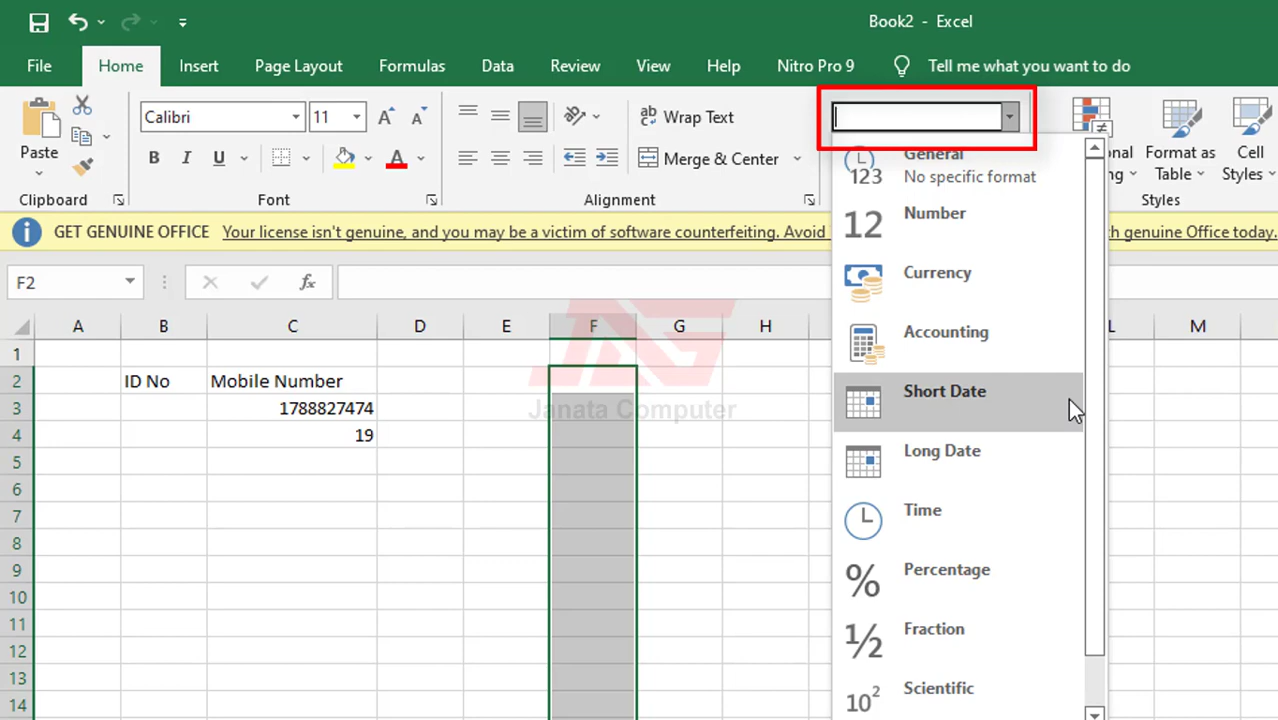 Book2 - Excel
File Home Insert Page Layout Formulas Data Review View Help Nitro Pro 9 Tell me what you want to do
Calibri 11 A A ab Wrap Text
Paste B I U A Merge & Center
Clipboard Font Alignment
General
123 No specific format
onal Format as Cell
ng Table Styles
Styles
GET GENUINE OFFICE Your license isn't genuine, and you may be a victim of software counterfeiting. Avoid
h genuine Office today.
12 Number
F2 fx
Currency
A B C D E F G H L M
Accounting
Short Date
Long Date
Time
% Percentage
½ Fraction
10² Scientific
1
2 ID No Mobile Number
3 1788827474
4 19
5
6
7
8
9
10
11
12
13
14
AG
Janata Computer